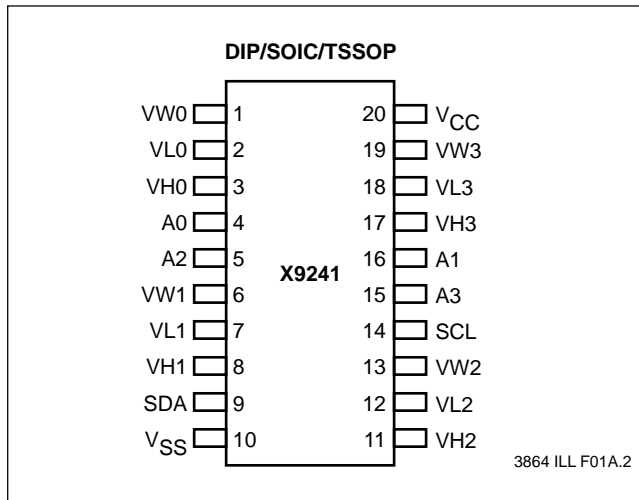 DIP/SOIC/TSSOP
VW0 1 20 VCC
VL0 2 19 VW3
VH0 3 18 VL3
A0 4 17 VH3
A2 5 16 A1
X9241
VW1 6 15 A3
VL1 7 14 SCL
VH1 8 13 VW2
SDA 9 12 VL2
VSS 10 11 VH2
3864 ILL F01A.2